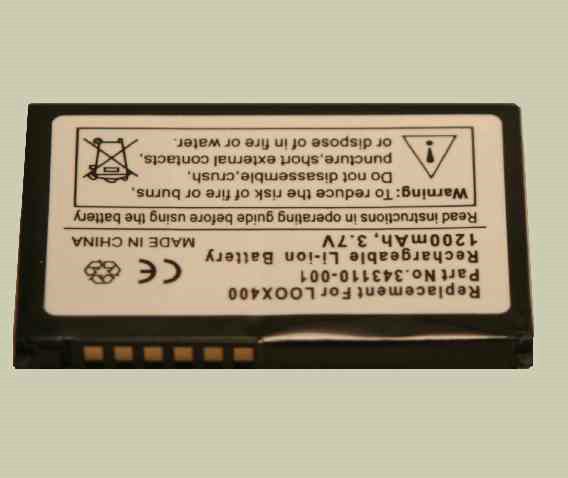 Replacement For LOOX400
Part No.343110-001
Rechargeable Li-ion Battery
1200mAh, 3.7V
CE
MADE IN CHINA
Read instructions in operating guide before using the battery
Warning: To reduce the risk of fire or burns,
Do not disassemble,crush,
puncture,short external contacts,
or dispose of in fire or water.